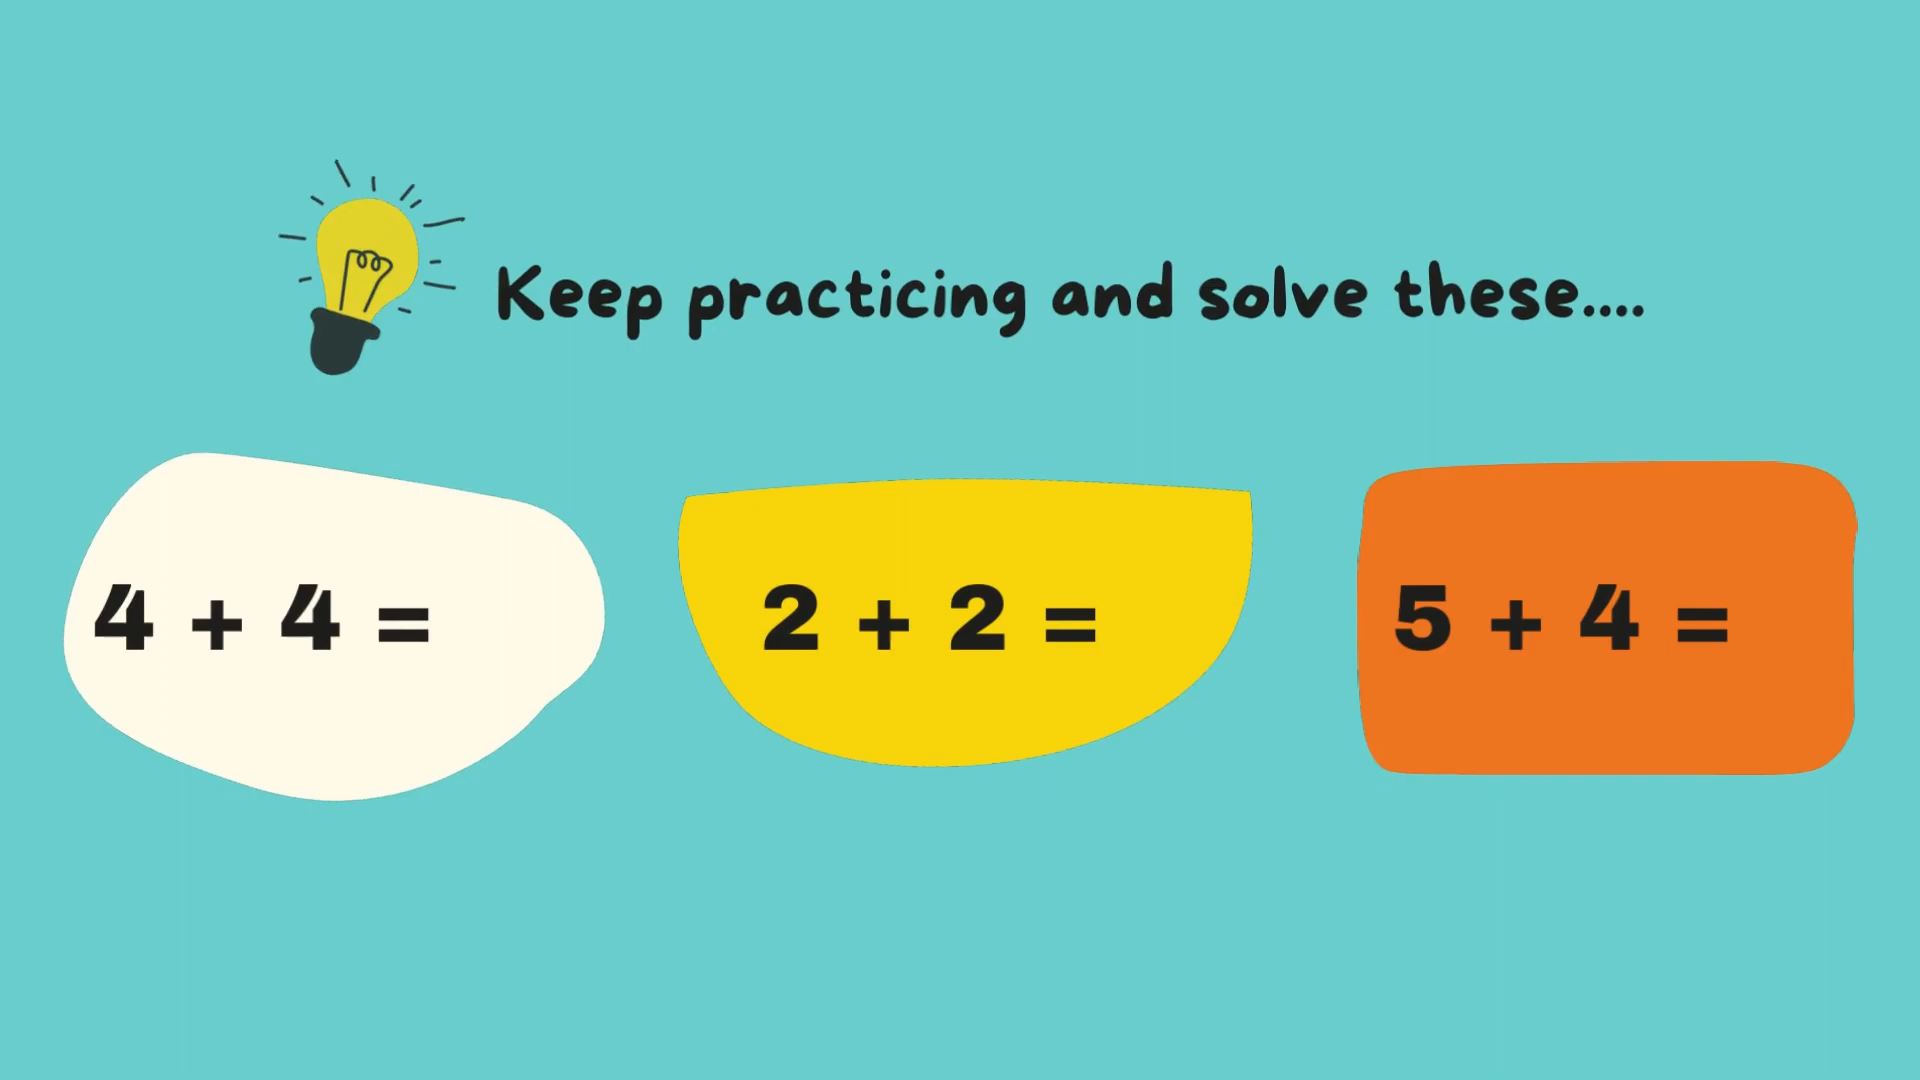 Keep practicing and solve these....
4 + 4 =
2 + 2 =
5 + 4 =